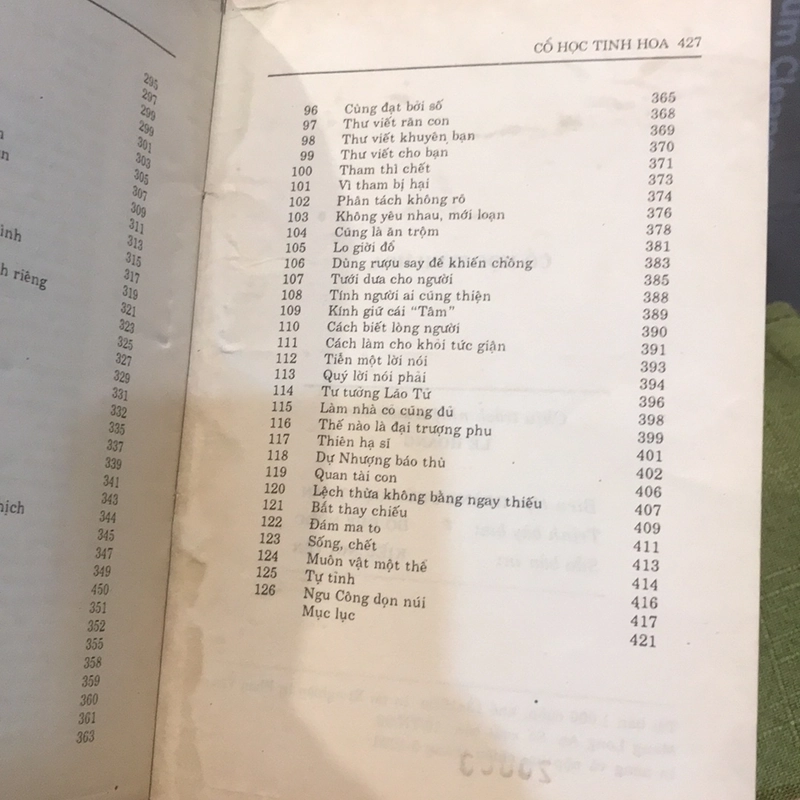 295
297
299
299
301
303
305
307
309
311
313
315
h riêng 317
319
321
323
325
327
329
331
332
335
337
339
341
343
344
345
347
349
450
351
352
355
358
359
360
361
363
CỔ HỌC TINH HOA 427
96 Cùng đạt bởi số 365
97 Thư viết răn con 368
98 Thư viết khuyên bạn 369
99 Thư viết cho bạn 370
100 Tham thì chết 371
101 Vì tham bị hại 373
102 Phân tách không rõ 374
103 Không yêu nhau, mới loạn 376
104 Cũng là ăn trộm 378
105 Lo giời đổ 381
106 Dùng rượu say để khiến chồng 383
107 Tưới dưa cho người 385
108 Tính người ai cũng thiện 388
109 Kính giữ cái "Tâm" 389
110 Cách biết lòng người 390
111 Cách làm cho khỏi tức giận 391
112 Tiễn một lời nói 393
113 Quý lời nói phải 394
114 Tư tưởng Lão Tử 396
115 Làm nhà cỏ cũng đủ 398
116 Thế nào là đại trượng phu 399
117 Thiên hạ sĩ 401
118 Dự Nhượng báo thù 402
119 Quan tài con 406
120 Lệch thừa không bằng ngay thiếu 407
121 Bắt thay chiếu 409
122 Đám ma to 411
123 Sống, chết 413
124 Muôn vật một thể 414
125 Tự tỉnh 416
126 Ngu Công dọn núi 417
Mục lục 421